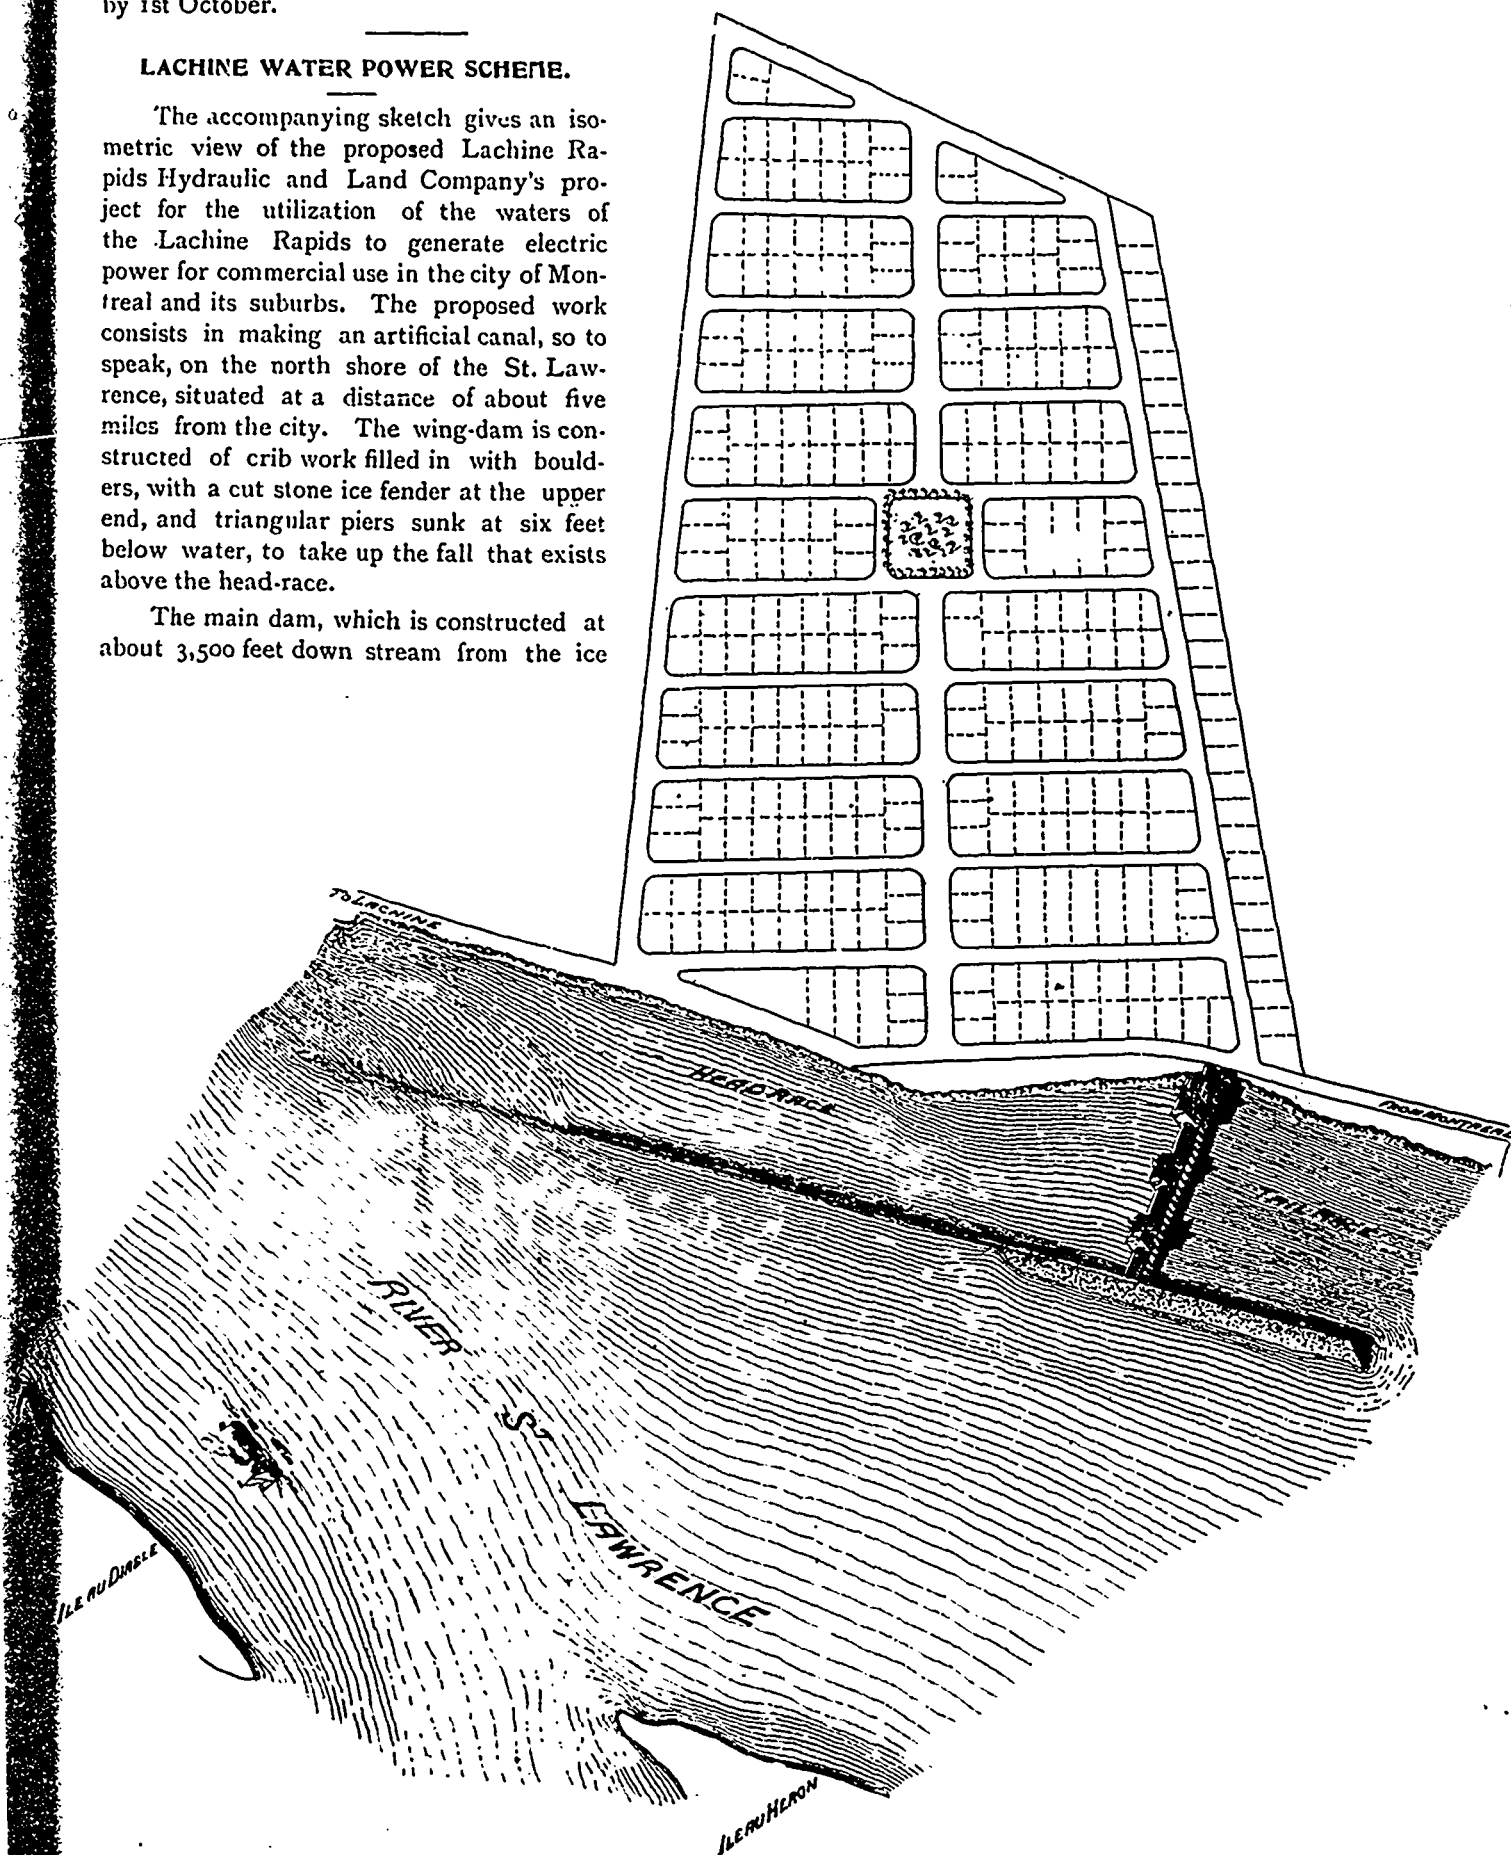 by 1st October.
LACHINE WATER POWER SCHEME.
The accompanying sketch gives an iso-
metric view of the proposed Lachine Ra-
pids Hydraulic and Land Company's pro-
ject for the utilization of the waters of
the Lachine Rapids to generate electric
power for commercial use in the city of Mon-
treal and its suburbs. The proposed work
consists in making an artificial canal, so to
speak, on the north shore of the St. Law-
rence, situated at a distance of about five
miles from the city. The wing-dam is con-
structed of crib work filled in with bould-
ers, with a cut stone ice fender at the upper
end, and triangular piers sunk at six feet
below water, to take up the fall that exists
above the head-race.
The main dam, which is constructed at
about 3,500 feet down stream from the ice
TO LACHINE
HEAD RACE
FROM MONTREAL
TAIL RACE
RIVER
ST
LAWRENCE
ILE AU DIABLE
ILE AU HERON